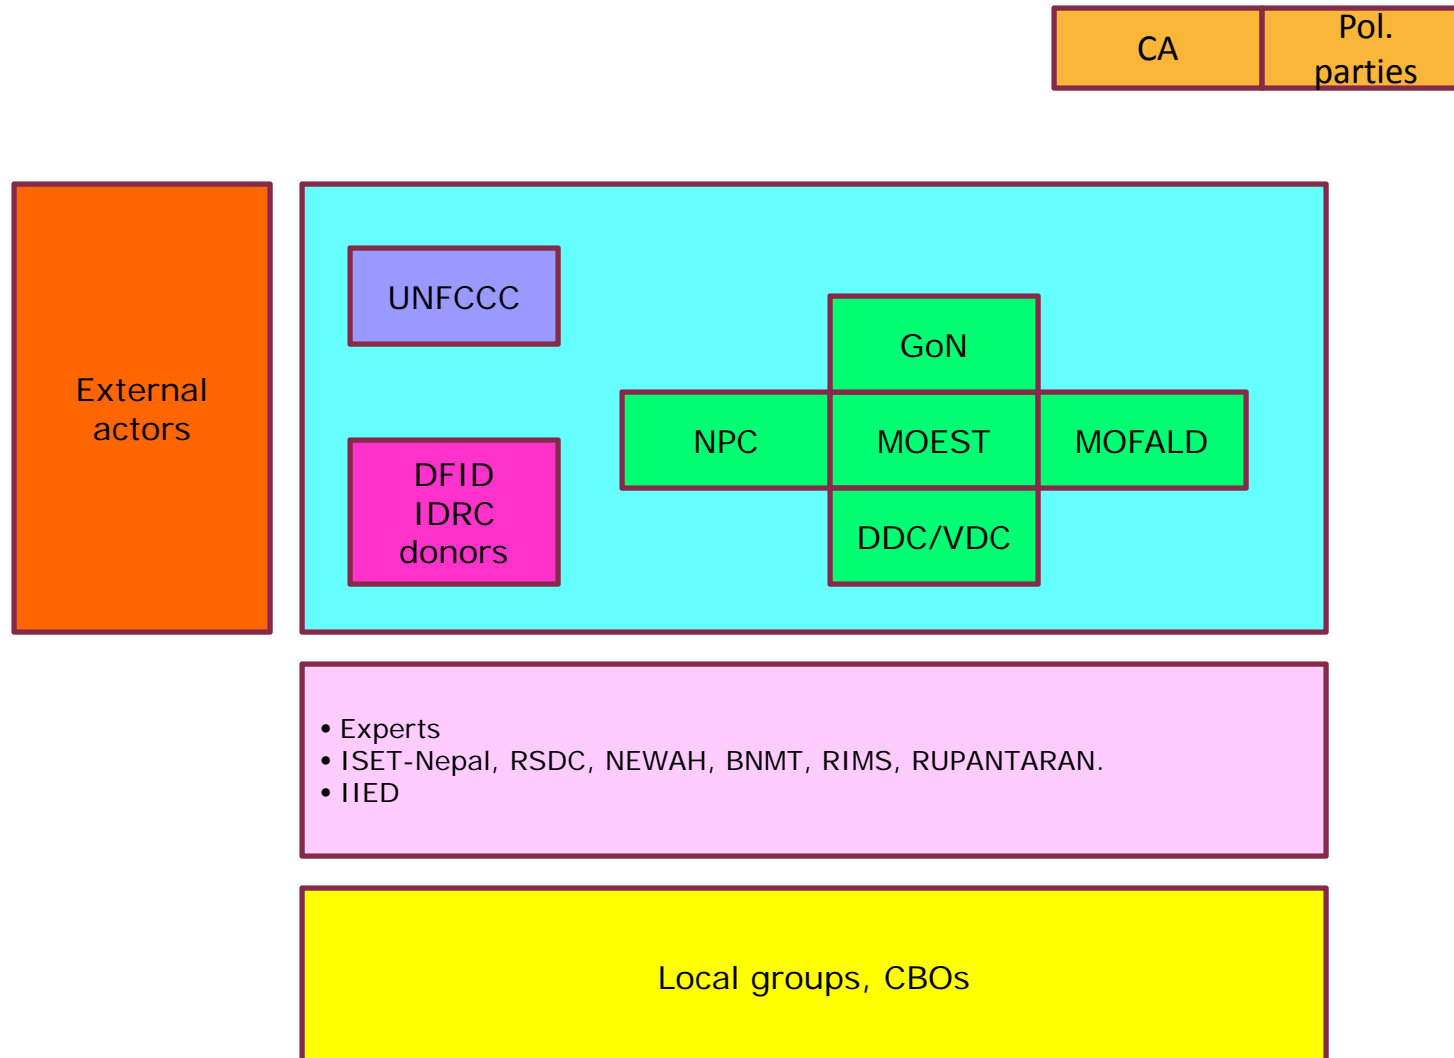 CA
Pol.
parties
External
actors
UNFCCC
GoN
NPC
MOEST
MOFALD
DFID
IDRC
donors
DDC/VDC
• Experts
• ISET-Nepal, RSDC, NEWAH, BNMT, RIMS, RUPANTARAN.
• IIED
Local groups, CBOs